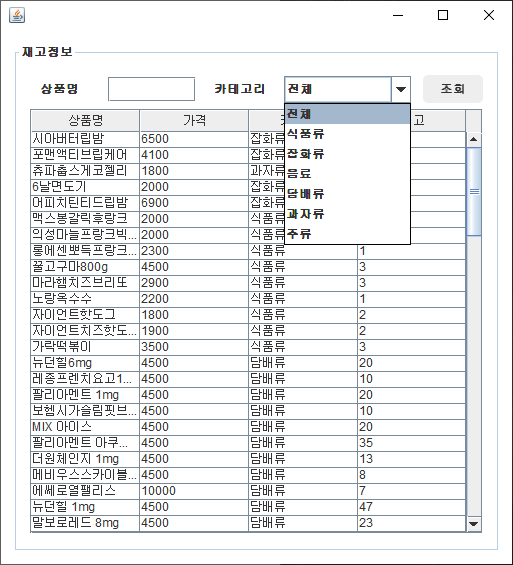 재고정보
상품명 카테고리 전체 조회
상품명 가격 고
전체
식품류
잡화류
음료
담배류
과자류
주류
시아버터립밤 6500 잡화류
포맨액티브립케어 4100 잡화류
츄파춥스게코젤리 1800 과자류
6날면도기 2000 잡화류
어피치틴티드립밤 6900 잡화류
맥스봉갈릭후랑크 2000 식품류
익성마늘프랑크빅... 2000 식품류
롱에센뽀득프랑크... 2300 식품류 1
꿀고구마800g 4500 식품류 3
마라햄치즈브리또 2900 식품류 3
노랑옥수수 2200 식품류 1
자이언트핫도그 1800 식품류 2
자이언트치즈핫도... 1900 식품류 2
가락떡볶이 3500 식품류 3
뉴던힐6mg 4500 담배류 20
레종프렌치요고1... 4500 담배류 10
팔리아멘트 1mg 4500 담배류 20
보헴시가슬림핏브... 4500 담배류 10
MIX 아이스 4500 담배류 20
팔리아멘트 아쿠... 4500 담배류 35
더원체인지 1mg 4500 담배류 13
메비우스스카이블... 4500 담배류 8
에쎄로열팰리스 10000 담배류 7
뉴던힐 1mg 4500 담배류 47
말보로레드 8mg 4500 담배류 23